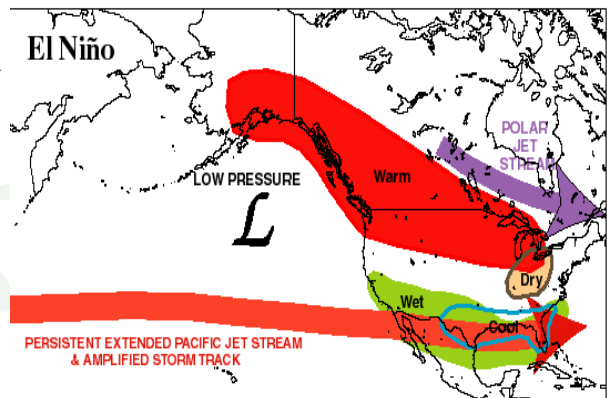 El Niño
POLAR
JET
STREAM
LOW PRESSURE
L
Warm
Dry
Wet
Cool
PERSISTENT EXTENDED PACIFIC JET STREAM
& AMPLIFIED STORM TRACK